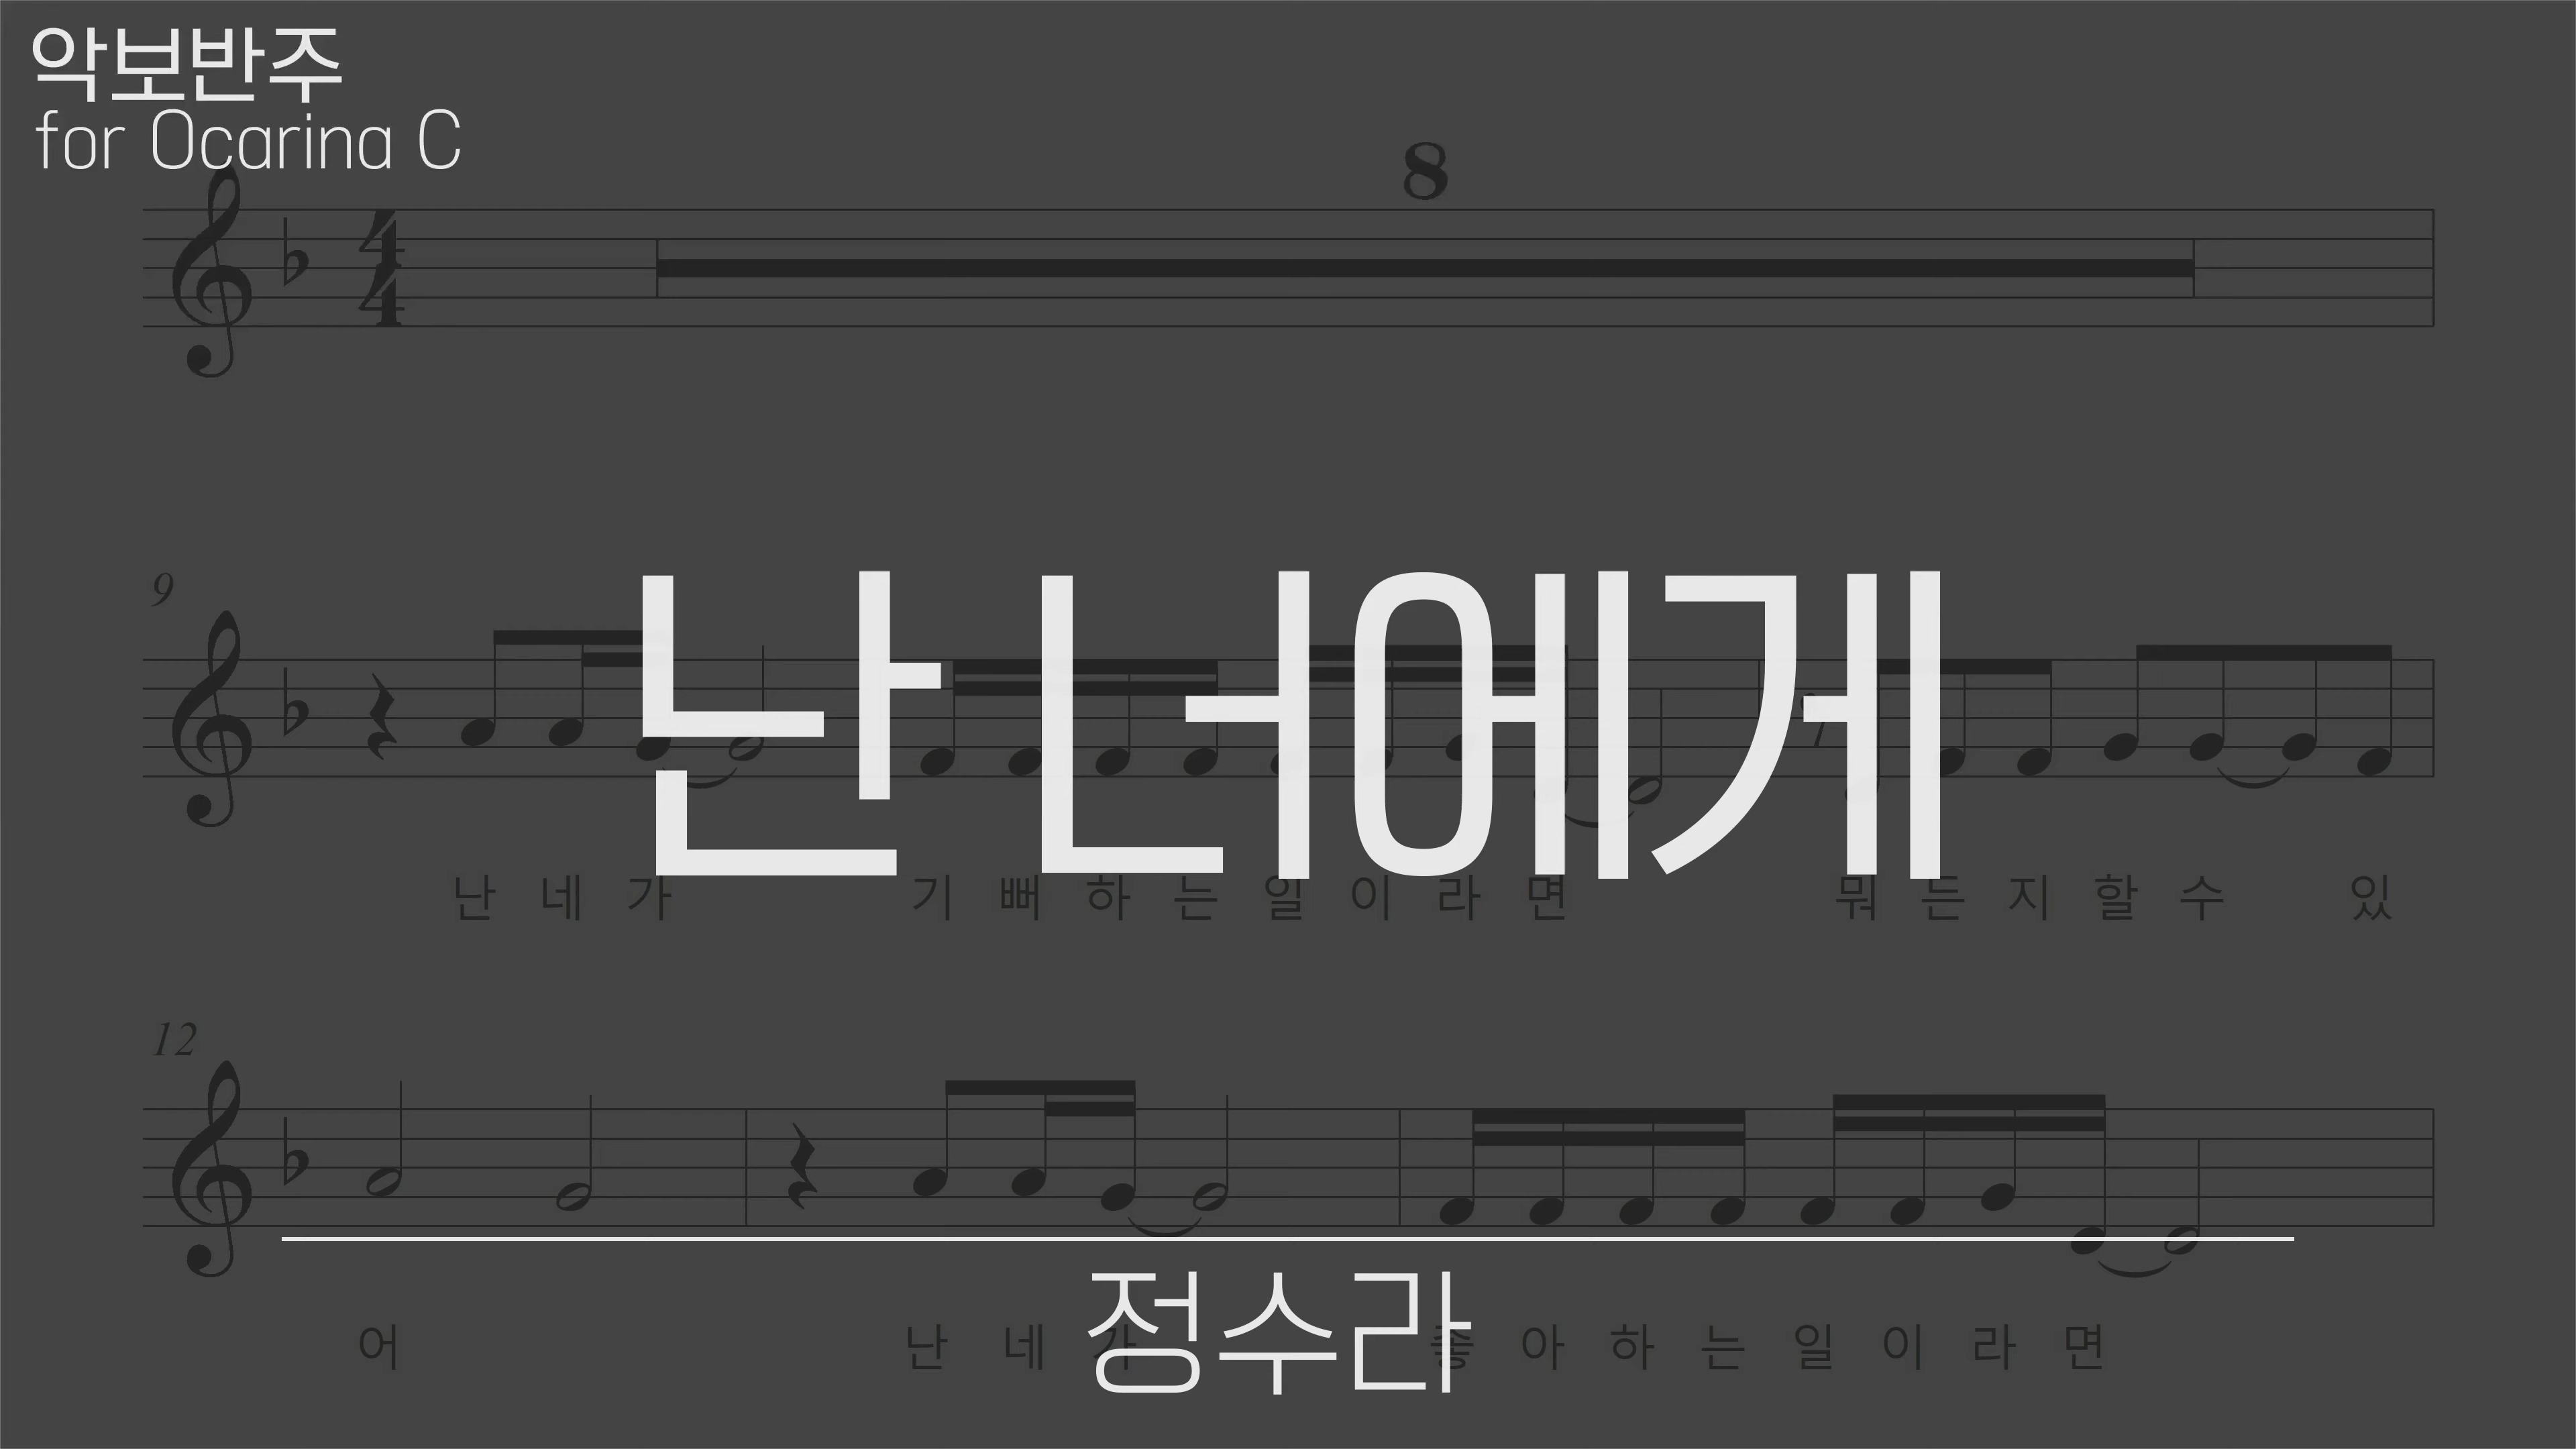 악보반주
for Ocarina C
8
9
난 너에게
난 네 가 기 뻐 하 는 일 이 라 면 뭐 든 지 할 수 있
12
정수라
어 난 네 가 좋 아 하 는 일 이 라 면